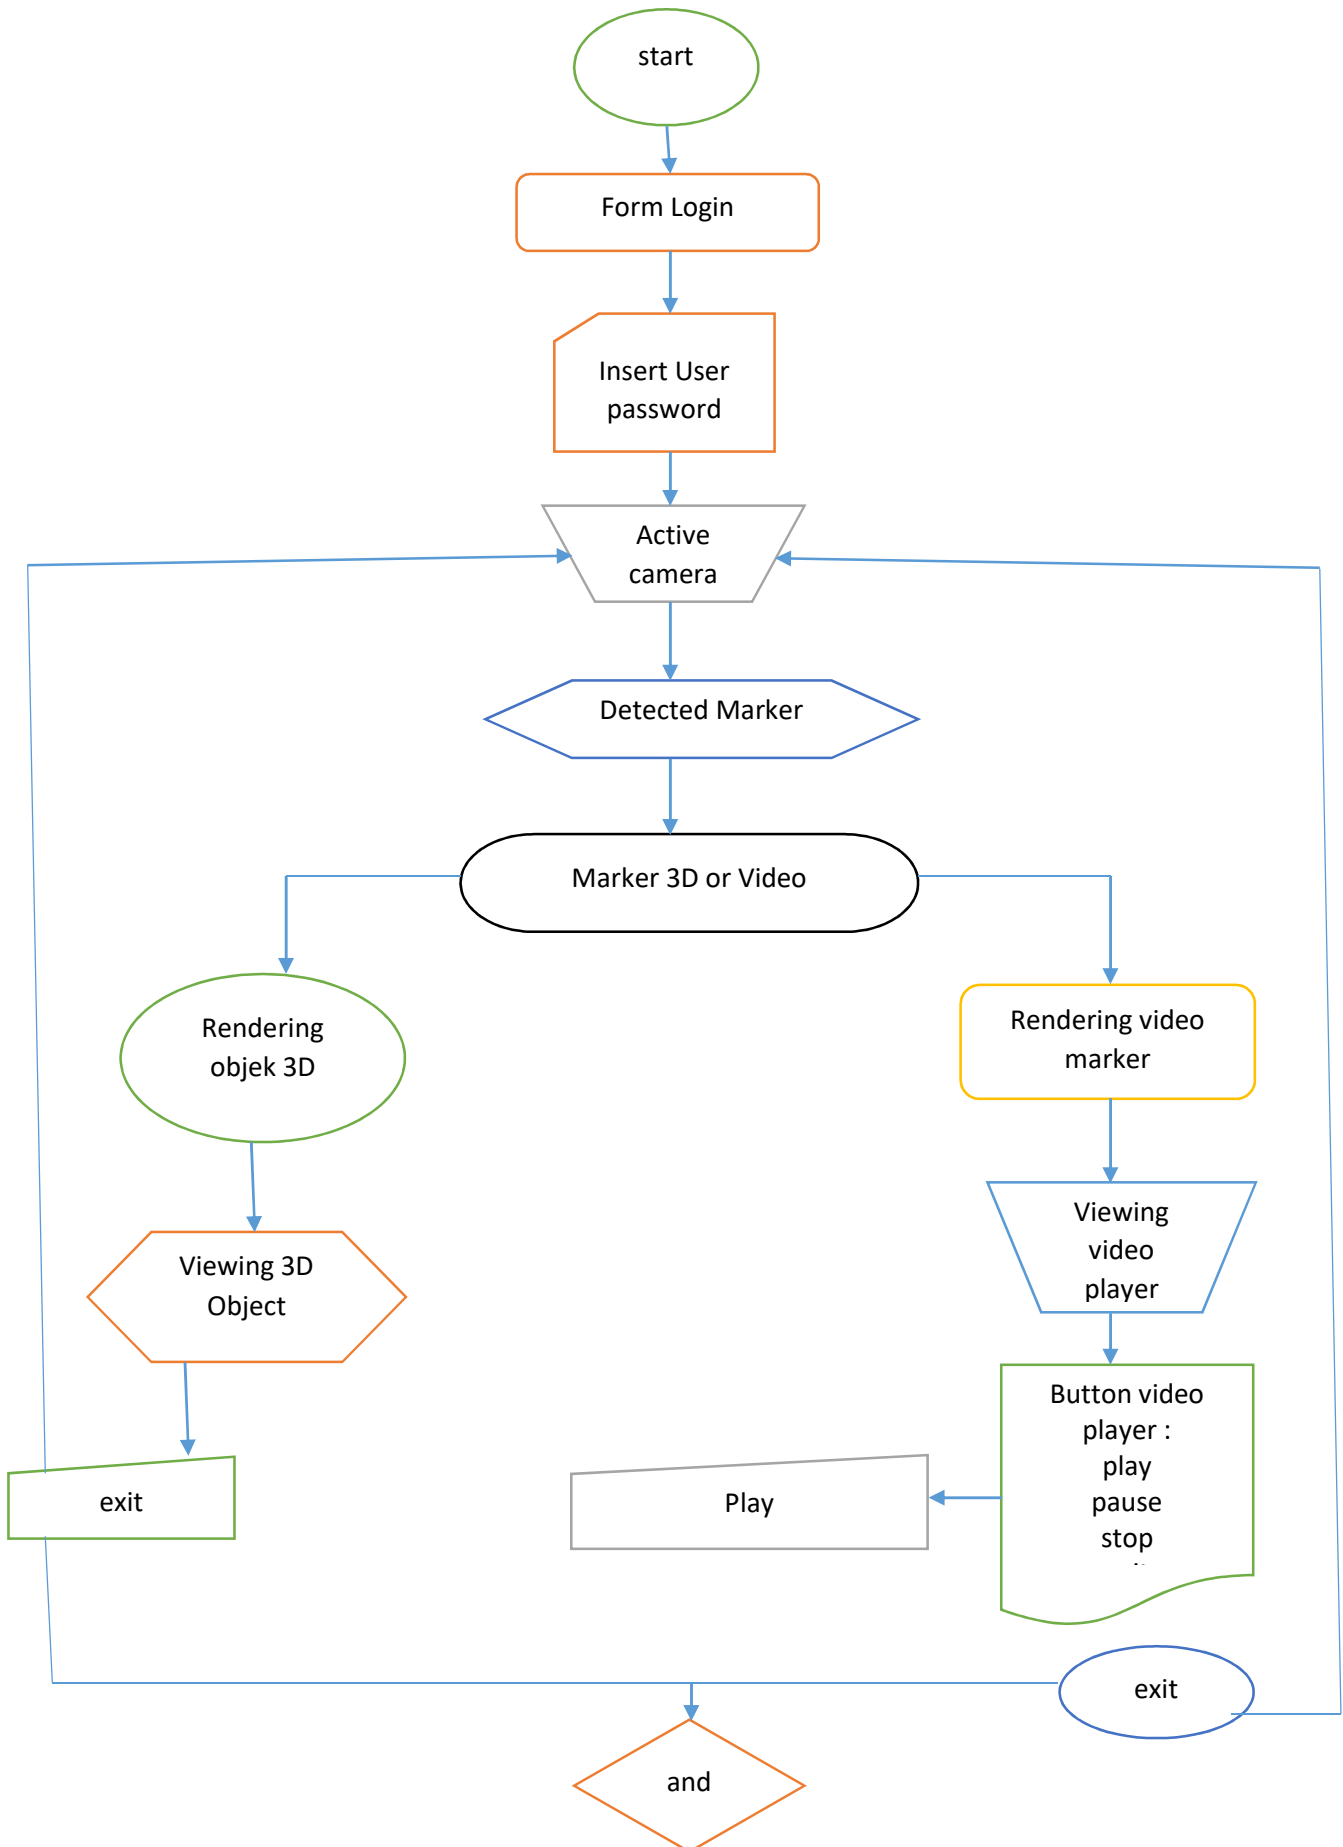 start
Form Login
Insert User
password
Active
camera
Detected Marker
Marker 3D or Video
Rendering
objek 3D
Rendering video
marker
Viewing 3D
Object
Viewing
video
player
exit
Play
Button video
player :
play
pause
stop
exit
and